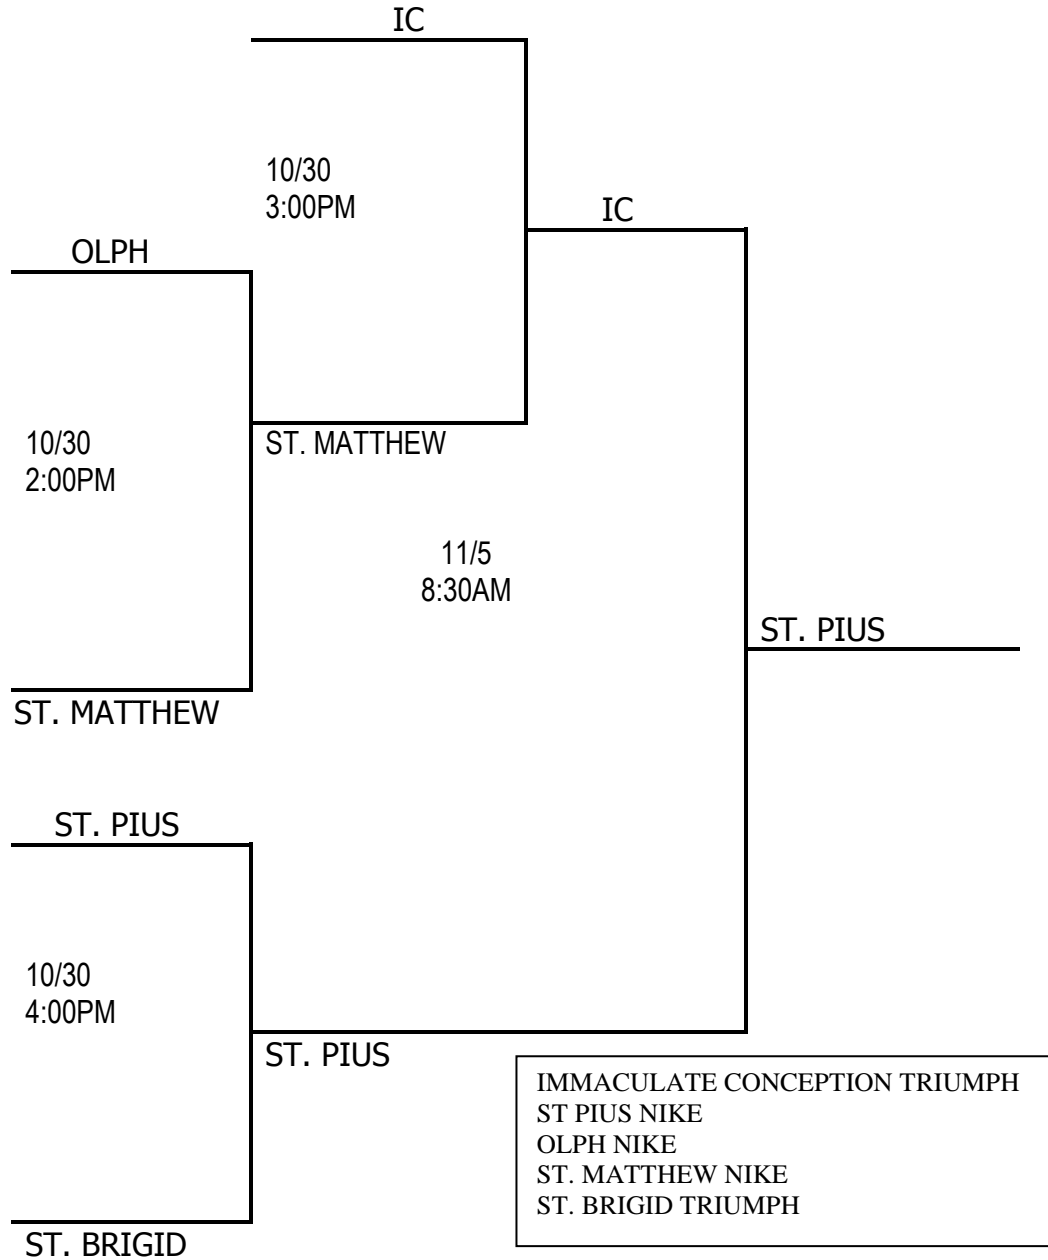 IC
10/30
3:00PM
IC
OLPH
10/30
2:00PM
ST. MATTHEW
11/5
8:30AM
ST. PIUS
ST. MATTHEW
ST. PIUS
10/30
4:00PM
ST. PIUS
IMMACULATE CONCEPTION TRIUMPH
ST PIUS NIKE
OLPH NIKE
ST. MATTHEW NIKE
ST. BRIGID TRIUMPH
ST. BRIGID